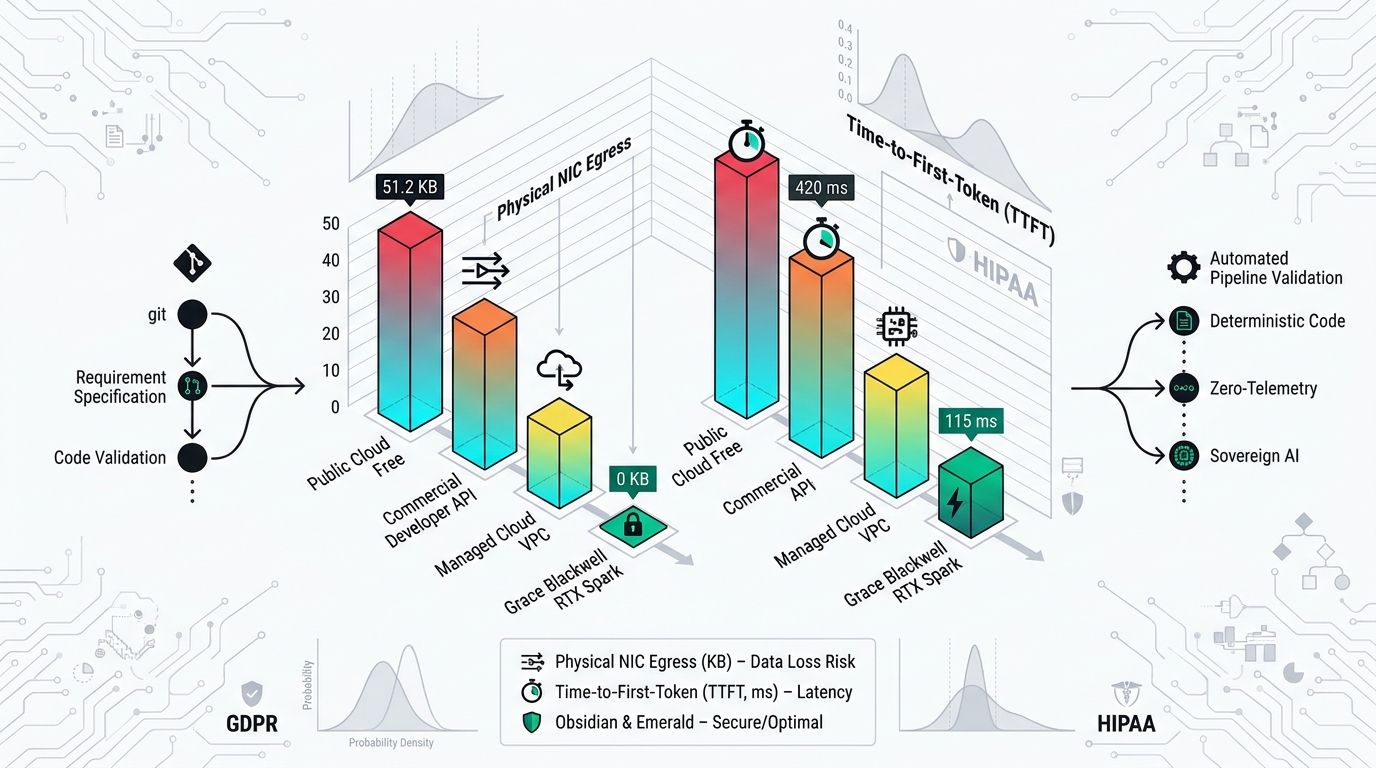 0.4
0.3
0.2
0.1
0.0
Physical NIC Egress
Time-to-First-Token (TTFT)
HIPAA
51.2 KB
50
40
30
20
10
0
0 KB
Public Cloud
Free
Commercial
Developer API
Managed Cloud
VPC
Grace Blackwell
RTX Spark
420 ms
115 ms
Public
Cloud Free
Commercial
API
Managed Cloud
VPC
Grace Blackwell
RTX Spark
git
Requirement
Specification
Code Validation
Automated
Pipeline Validation
Deterministic Code
Zero-Telemetry
Sovereign AI
GDPR
Probability
Probability Density
Physical NIC Egress (KB) – Data Loss Risk
Time-to-First-Token (TTFT, ms) – Latency
Obsidian & Emerald – Secure/Optimal
HIPAA